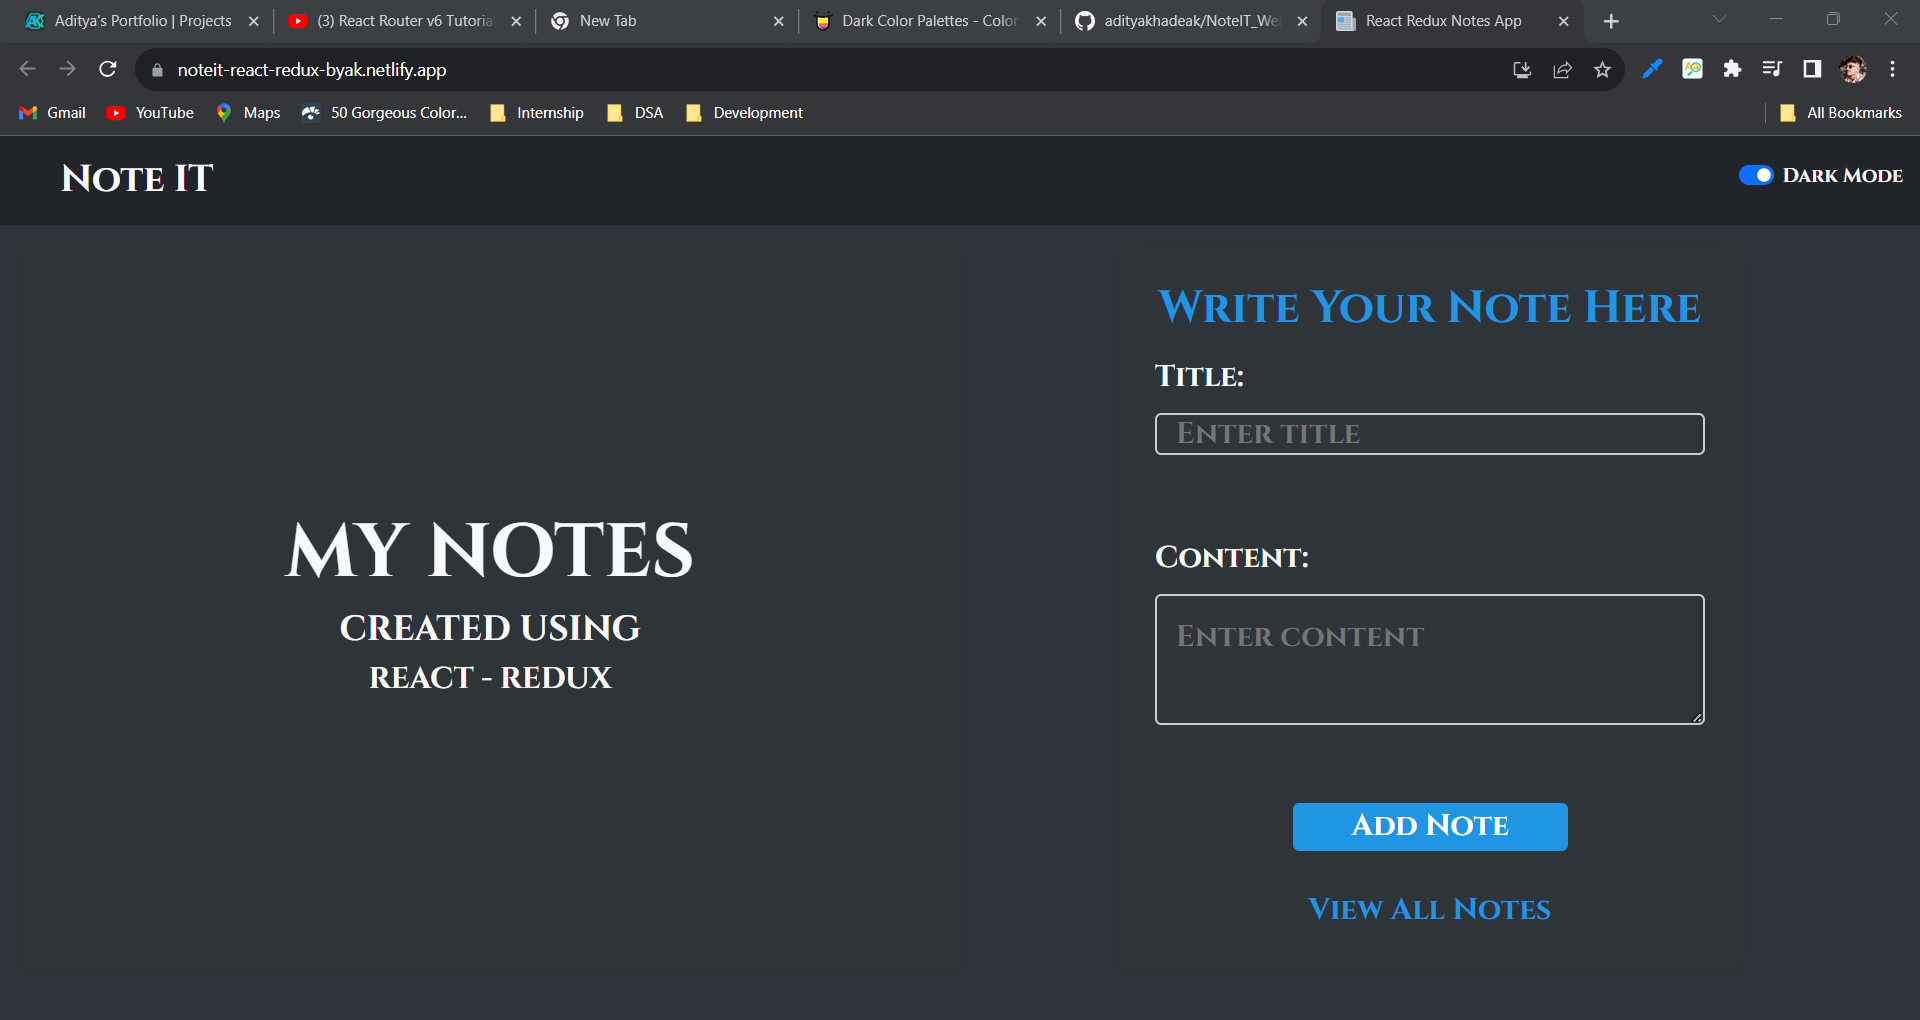 Aditya's Portfolio | Projects
(3) React Router v6 Tutoria
New Tab
Dark Color Palettes - Color
adityakhadeak/NoteIT_We
React Redux Notes App
noteit-react-redux-byak.netlify.app
Gmail
YouTube
Maps
50 Gorgeous Color...
Internship
DSA
Development
All Bookmarks
Note IT
Dark Mode
MY NOTES
CREATED USING
REACT - REDUX
Write Your Note Here
Title:
Enter title
Content:
Enter content
Add Note
View All Notes